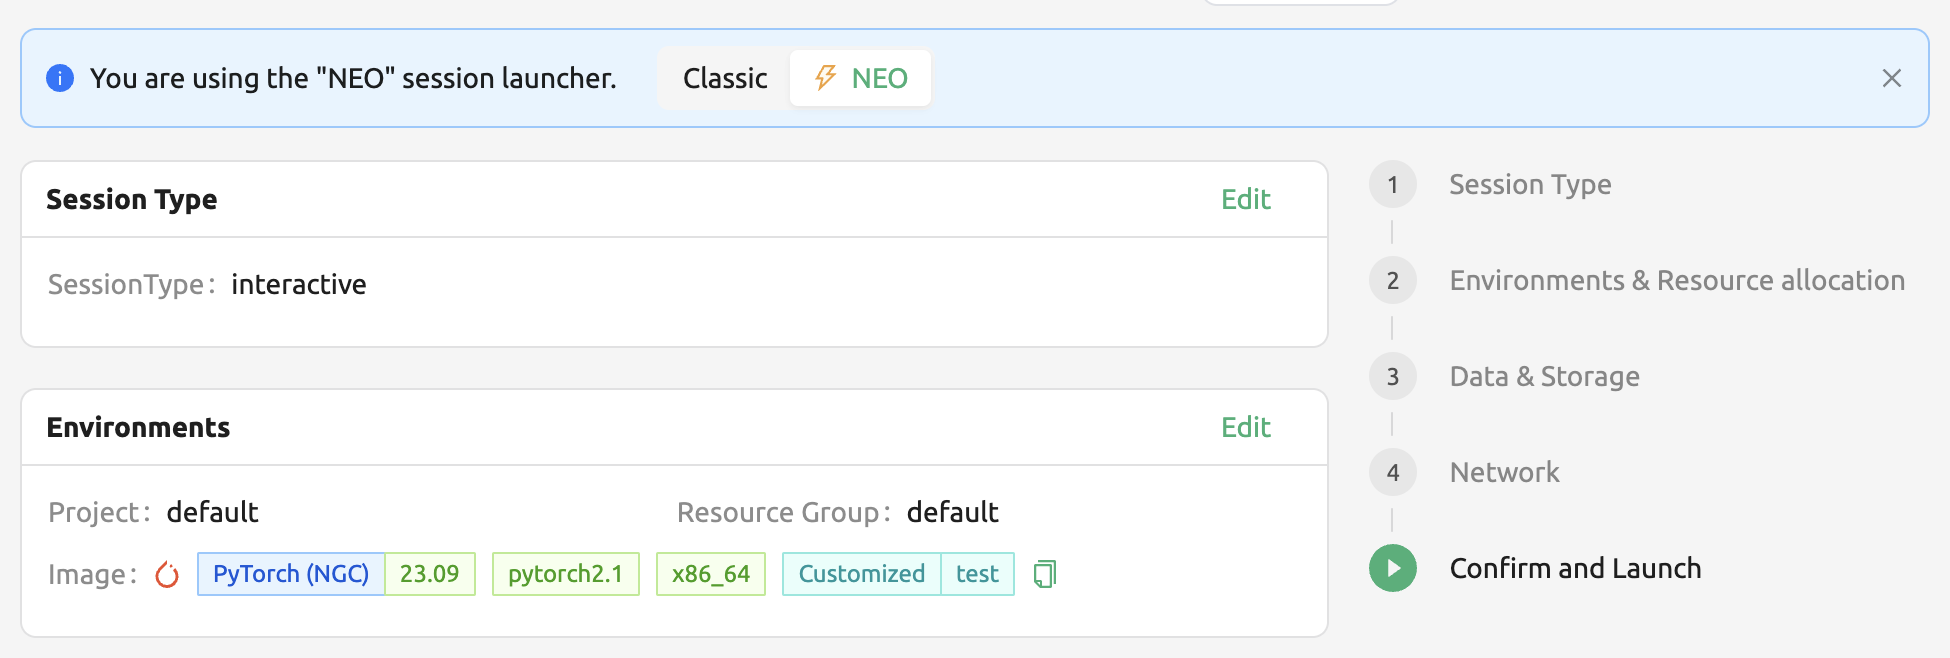 You are using the "NEO" session launcher. Classic NEO
Session Type Edit
SessionType: interactive
Environments Edit
Project: default Resource Group: default
Image: PyTorch (NGC) 23.09 pytorch2.1 x86_64 Customized test
1 Session Type
2 Environments & Resource allocation
3 Data & Storage
4 Network
Confirm and Launch